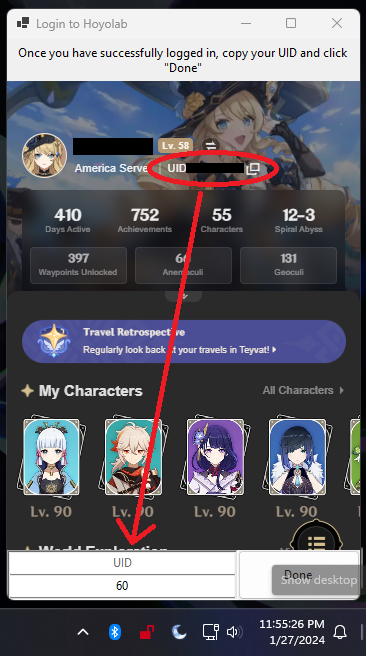 Login to Hoyolab
Once you have successfully logged in, copy your UID and click
"Done"
Lv. 58
America Serve | UID
410 752 55 12-3
Days Active Achievements Characters Spiral Abyss
397 66 131
Waypoints Unlocked Anemoculi Geoculi
Travel Retrospective
Regularly look back at your travels in Teyvat!
My Characters All Characters
Lv. 90 Lv. 90 Lv. 90 Lv. 90
World Exploration
UID
60
Done
Show desktop
11:55:26 PM
1/27/2024